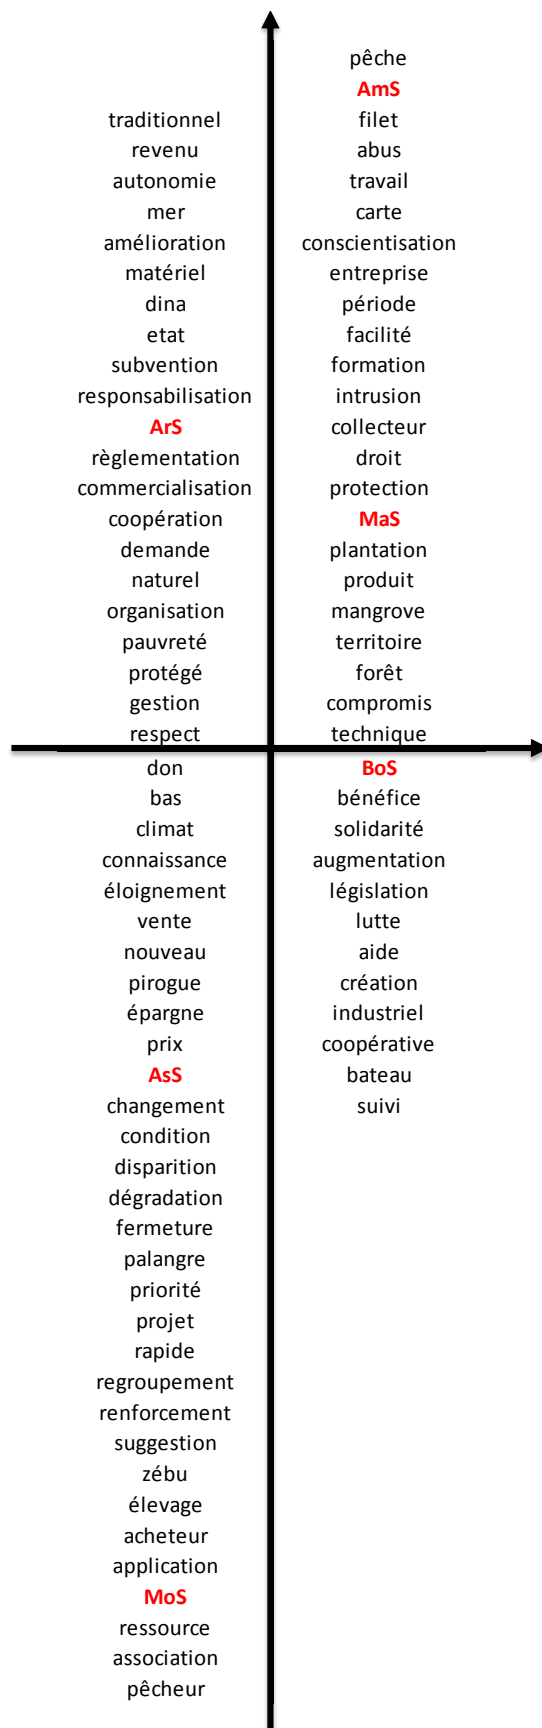 traditionnel
revenu
autonomie
mer
amélioration
matériel
dina
etat
subvention
responsabilisation
ArS
règlementation
commercialisation
coopération
demande
naturel
organisation
pauvreté
protégé
gestion
respect
don
bas
climat
connaissance
éloignement
vente
nouveau
pirogue
épargne
prix
AsS
changement
condition
disparition
dégradation
fermeture
palangre
priorité
projet
rapide
regroupement
renforcement
suggestion
zébu
élevage
acheteur
application
MoS
ressource
association
pêcheur
pêche
AmS
filet
abus
travail
carte
conscientisation
entreprise
période
facilité
formation
intrusion
collecteur
droit
protection
MaS
plantation
produit
mangrove
territoire
forêt
compromis
technique
BoS
bénéfice
solidarité
augmentation
législation
lutte
aide
création
industriel
coopérative
bateau
suivi